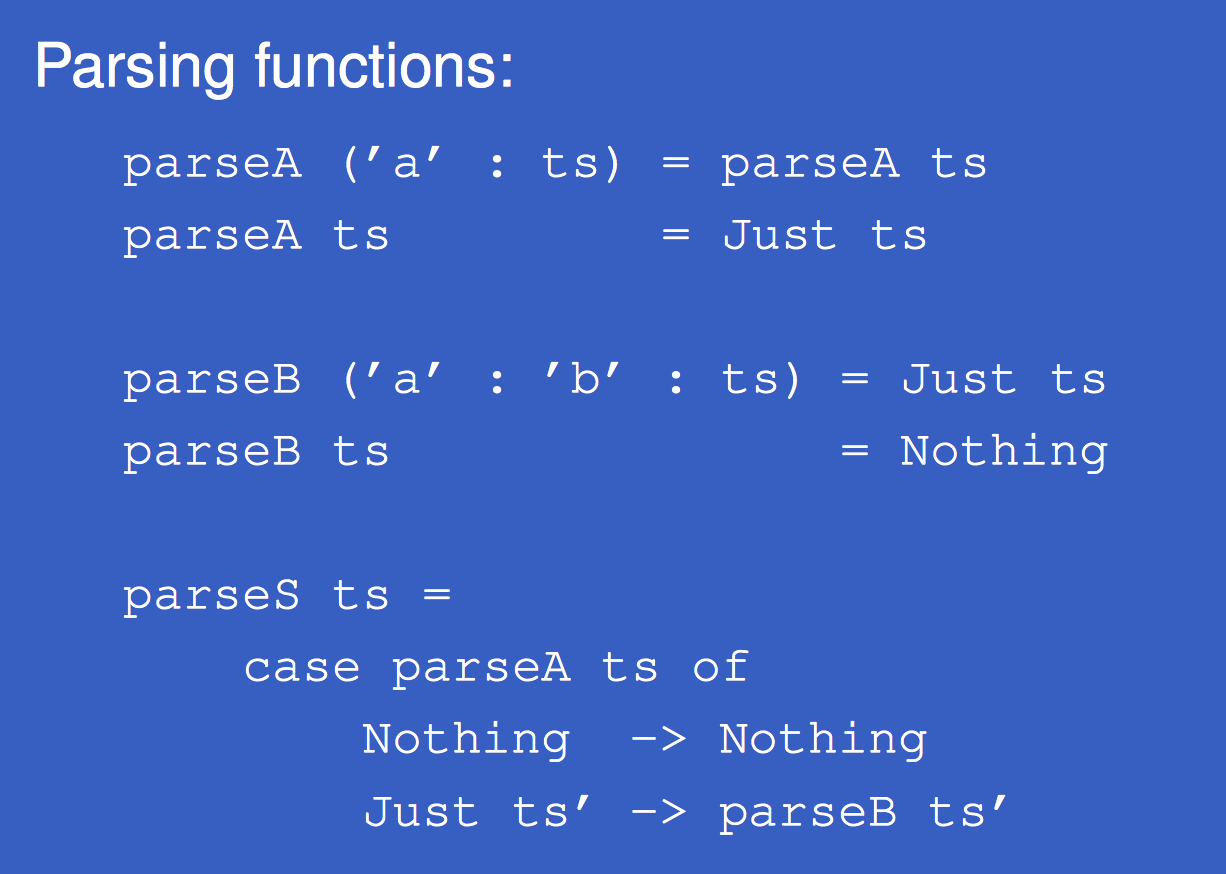 Parsing functions:
parseA (’a’ : ts) = parseA ts
parseA ts = Just ts
parseB (’a’ : ’b’ : ts) = Just ts
parseB ts = Nothing
parseS ts =
case parseA ts of
Nothing -> Nothing
Just ts’ -> parseB ts’